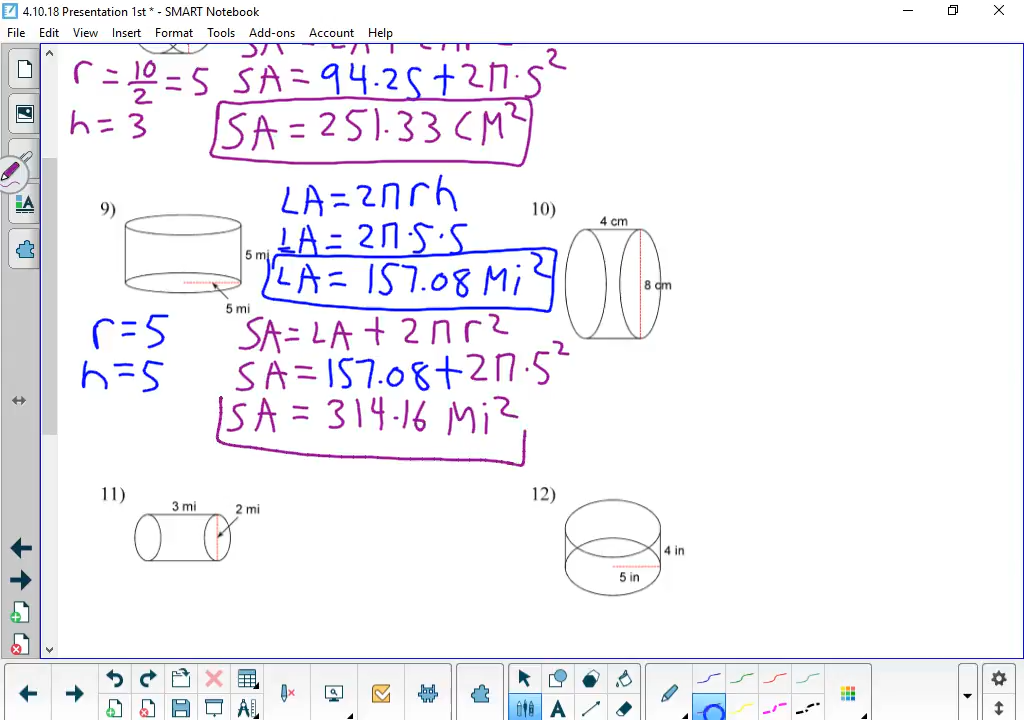 4.10.18 Presentation 1st * - SMART Notebook
File Edit View Insert Format Tools Add-ons Account Help
r = 10/2 = 5 SA = 94.25 + 2π·5²
h = 3 SA = 251.33 CM²
9) LA = 2πrh 10) 4 cm
LA = 2π·5·5
5 mi LA = 157.08 Mi² 8 cm
5 mi
r = 5 SA = LA + 2πr²
h = 5 SA = 157.08 + 2π·5²
SA = 314.16 Mi²
11) 3 mi 2 mi 12)
4 in
5 in
A